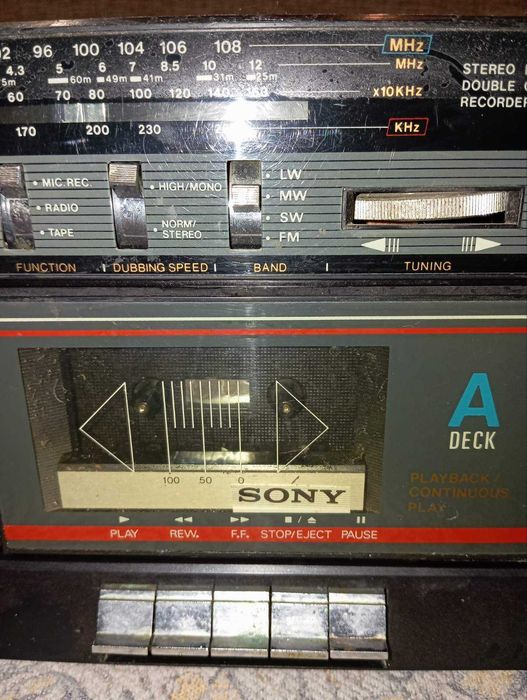 96 100 104 106 108 MHz
4.3 5 6 7 8.5 10 12 MHz
5m 60m 49m 41m 31m 25m
60 70 80 100 120 140 160 x10KHz
170 200 230 KHz
STEREO
DOUBLE
RECORDER
MIC.REC.
RADIO
TAPE
HIGH/MONO
NORM/
STEREO
LW
MW
SW
FM
FUNCTION DUBBING SPEED BAND TUNING
A
DECK
PLAYBACK/
CONTINUOUS
PLAY
100 50 0
SONY
PLAY REW. F.F. STOP/EJECT PAUSE